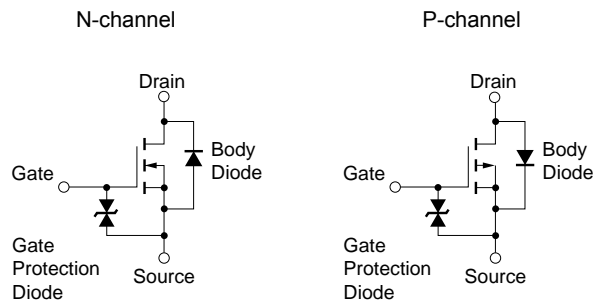 N-channel
P-channel
Drain
Body
Diode
Gate
Gate
Protection
Diode
Source
Drain
Body
Diode
Gate
Gate
Protection
Diode
Source